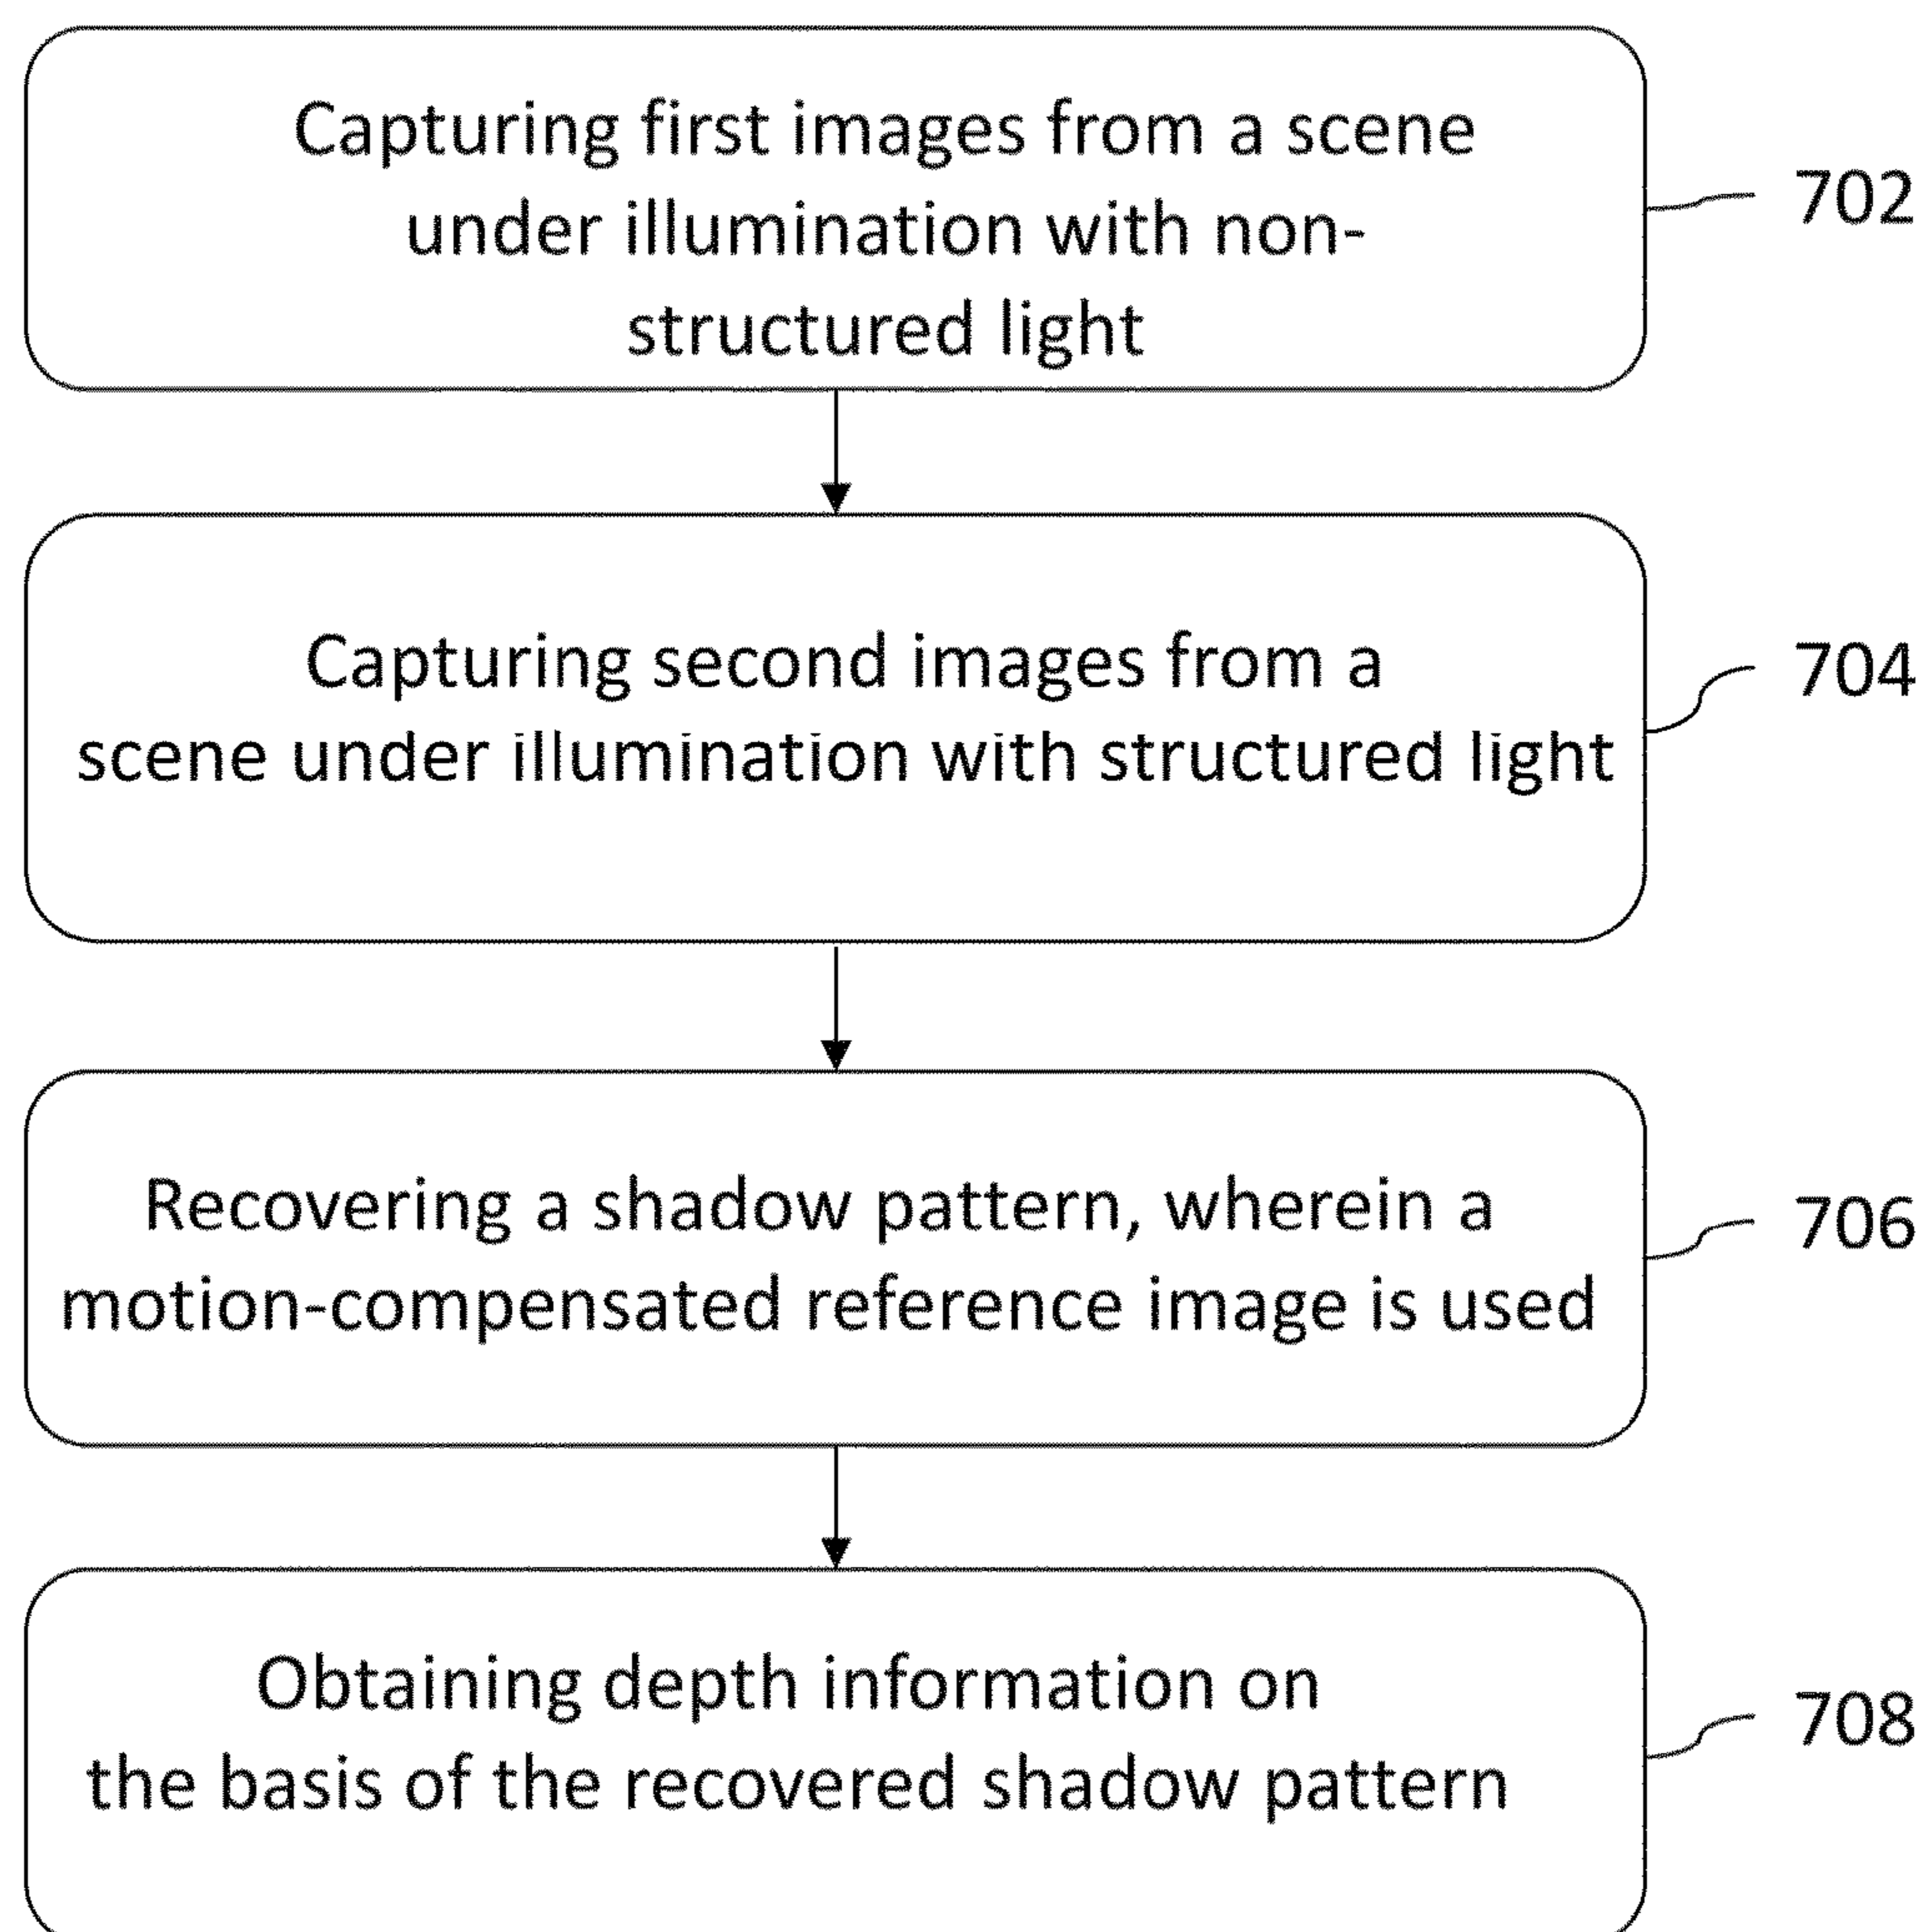 Capturing first images from a scene
under illumination with non-
structured light
702
Capturing second images from a
scene under illumination with structured light
704
Recovering a shadow pattern, wherein a
motion-compensated reference image is used
706
Obtaining depth information on
the basis of the recovered shadow pattern
708